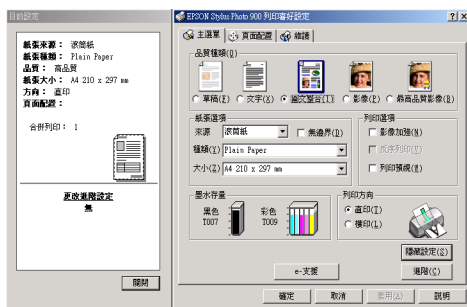 目前設定
紙張來源： 滾筒紙
紙張種類： Plain Paper
品質： 高品質
紙張大小： A4 210 x 297 mm
方向： 直印
頁面配置：
合併列印： 1
更改進階設定
無
關閉
EPSON Stylus Photo 900 列印喜好設定
主選單
頁面配置
維護
品質種類(Q)
草稿(F)
文字(X)
圖文整合(T)
影像(P)
最高品質影像(B)
紙張選項
來源
滾筒紙
無邊界(D)
種類(Y)
Plain Paper
大小(Z)
A4 210 x 297 mm
列印選項
影像加強(N)
反序列印(V)
列印預視(W)
墨水存量
黑色
T007
彩色
T009
列印方向
直印(I)
橫印(L)
隱藏設定(S)
e-支援
進階(C)
確定
取消
套用(A)
說明